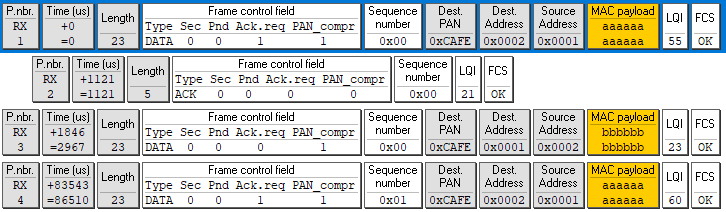 P.nbr. Time (us) Length Frame control field Sequence number Dest. PAN Dest. Address Source Address MAC payload LQI FCS
RX +0 Type Sec Pnd Ack.req PAN_compr aaaaaa
1 =0 23 DATA 0 0 1 1 0x00 0xCAFE 0x0002 0x0001 aaaaaa 55 OK
P.nbr. Time (us) Length Frame control field Sequence number LQI FCS
RX +1121 Type Sec Pnd Ack.req PAN_compr
2 =1121 5 ACK 0 0 0 0 0x00 21 OK
P.nbr. Time (us) Length Frame control field Sequence number Dest. PAN Dest. Address Source Address MAC payload LQI FCS
RX +1846 Type Sec Pnd Ack.req PAN_compr bbbbbb
3 =2967 23 DATA 0 0 0 1 0x00 0xCAFE 0x0001 0x0002 bbbbbb 23 OK
P.nbr. Time (us) Length Frame control field Sequence number Dest. PAN Dest. Address Source Address MAC payload LQI FCS
RX +83543 Type Sec Pnd Ack.req PAN_compr aaaaaa
4 =86510 23 DATA 0 0 1 1 0x01 0xCAFE 0x0002 0x0001 aaaaaa 60 OK